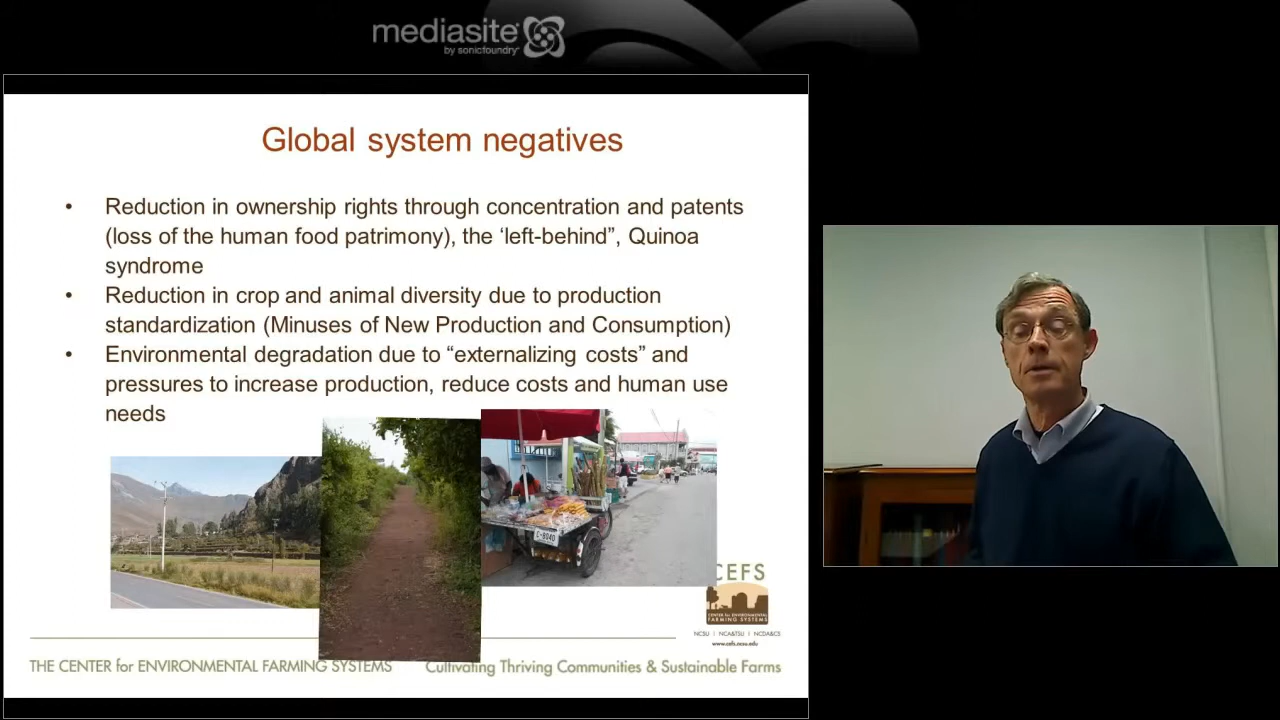 mediasite
by sonicfoundry
Global system negatives
• Reduction in ownership rights through concentration and patents
(loss of the human food patrimony), the ‘left-behind”, Quinoa
syndrome
• Reduction in crop and animal diversity due to production
standardization (Minuses of New Production and Consumption)
• Environmental degradation due to “externalizing costs” and
pressures to increase production, reduce costs and human use
needs
C-8040
CEFS
CENTER for ENVIRONMENTAL
FARMING SYSTEMS
NCSU | NCA&TSU | NCDA&CS
www.cefs.ncsu.edu
THE CENTER for ENVIRONMENTAL FARMING SYSTEMS
Cultivating Thriving Communities & Sustainable Farms